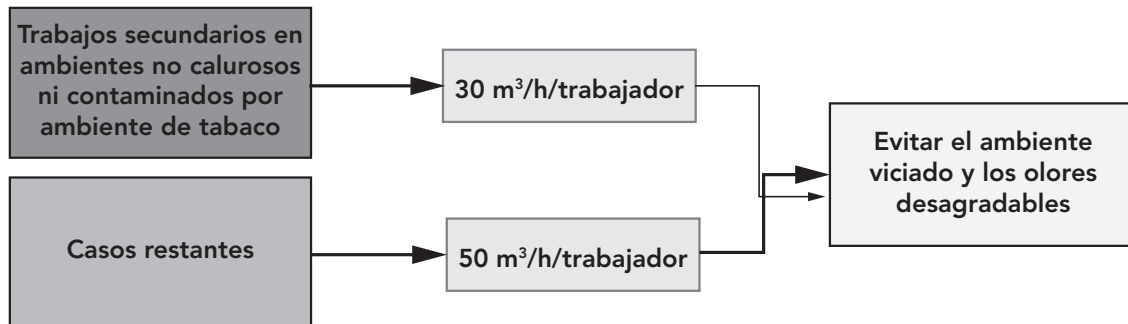 Trabajos secundarios en
ambientes no calurosos
ni contaminados por
ambiente de tabaco
30 m³/h/trabajador
Evitar el ambiente
viciado y los olores
desagradables
Casos restantes
50 m³/h/trabajador